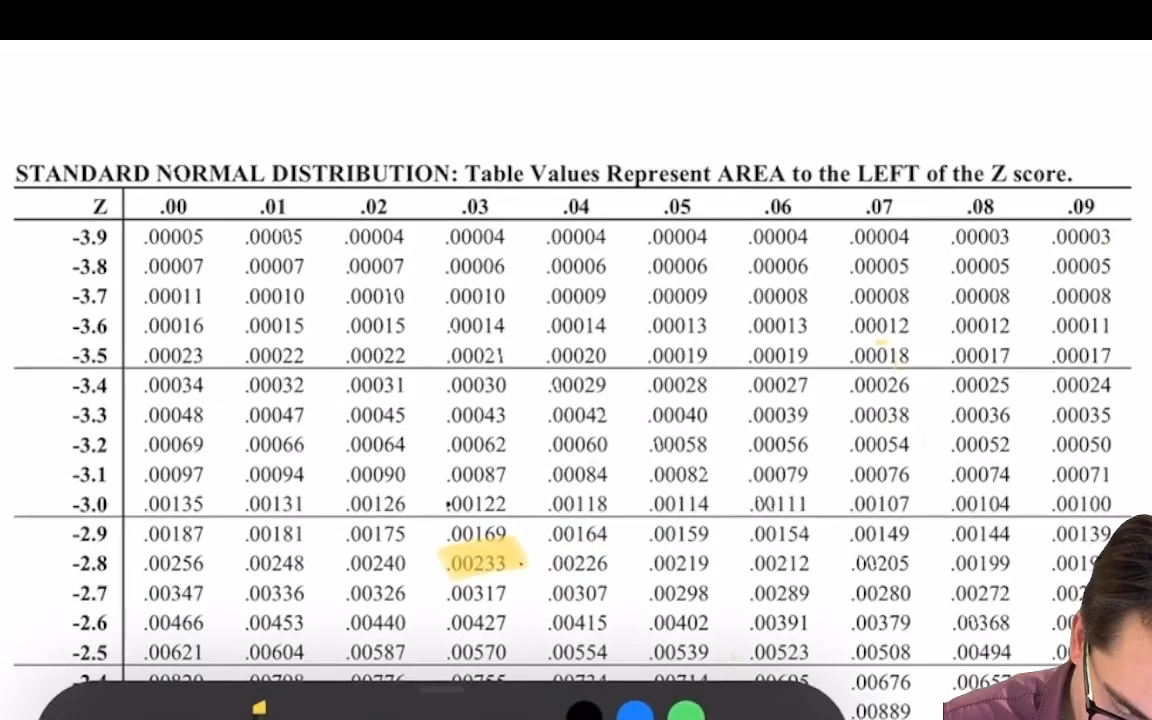 STANDARD NORMAL DISTRIBUTION: Table Values Represent AREA to the LEFT of the Z score.
Z .00 .01 .02 .03 .04 .05 .06 .07 .08 .09
-3.9 .00005 .00005 .00004 .00004 .00004 .00004 .00004 .00004 .00003 .00003
-3.8 .00007 .00007 .00007 .00006 .00006 .00006 .00006 .00005 .00005 .00005
-3.7 .00011 .00010 .00010 .00010 .00009 .00009 .00008 .00008 .00008 .00008
-3.6 .00016 .00015 .00015 .00014 .00014 .00013 .00013 .00012 .00012 .00011
-3.5 .00023 .00022 .00022 .00021 .00020 .00019 .00019 .00018 .00017 .00017
-3.4 .00034 .00032 .00031 .00030 .00029 .00028 .00027 .00026 .00025 .00024
-3.3 .00048 .00047 .00045 .00043 .00042 .00040 .00039 .00038 .00036 .00035
-3.2 .00069 .00066 .00064 .00062 .00060 .00058 .00056 .00054 .00052 .00050
-3.1 .00097 .00094 .00090 .00087 .00084 .00082 .00079 .00076 .00074 .00071
-3.0 .00135 .00131 .00126 .00122 .00118 .00114 .00111 .00107 .00104 .00100
-2.9 .00187 .00181 .00175 .00169 .00164 .00159 .00154 .00149 .00144 .00139
-2.8 .00256 .00248 .00240 .00233 .00226 .00219 .00212 .00205 .00199
-2.7 .00347 .00336 .00326 .00317 .00307 .00298 .00289 .00280 .00272
-2.6 .00466 .00453 .00440 .00427 .00415 .00402 .00391 .00379 .00368
-2.5 .00621 .00604 .00587 .00570 .00554 .00539 .00523 .00508 .00494
.00676
.00889